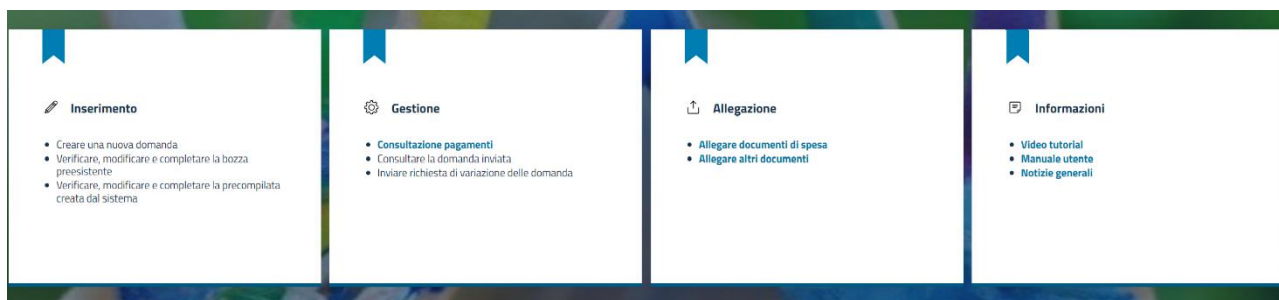 Inserimento
Creare una nuova domanda
Verificare, modificare e completare la bozza
preesistente
Verificare, modificare e completare la precompilata
creata dal sistema
Gestione
Consultazione pagamenti
Consultare la domanda inviata
Inviare richiesta di variazione delle domanda
Allegazione
Allegare documenti di spesa
Allegare altri documenti
Informazioni
Video tutorial
Manuale utente
Notizie generali